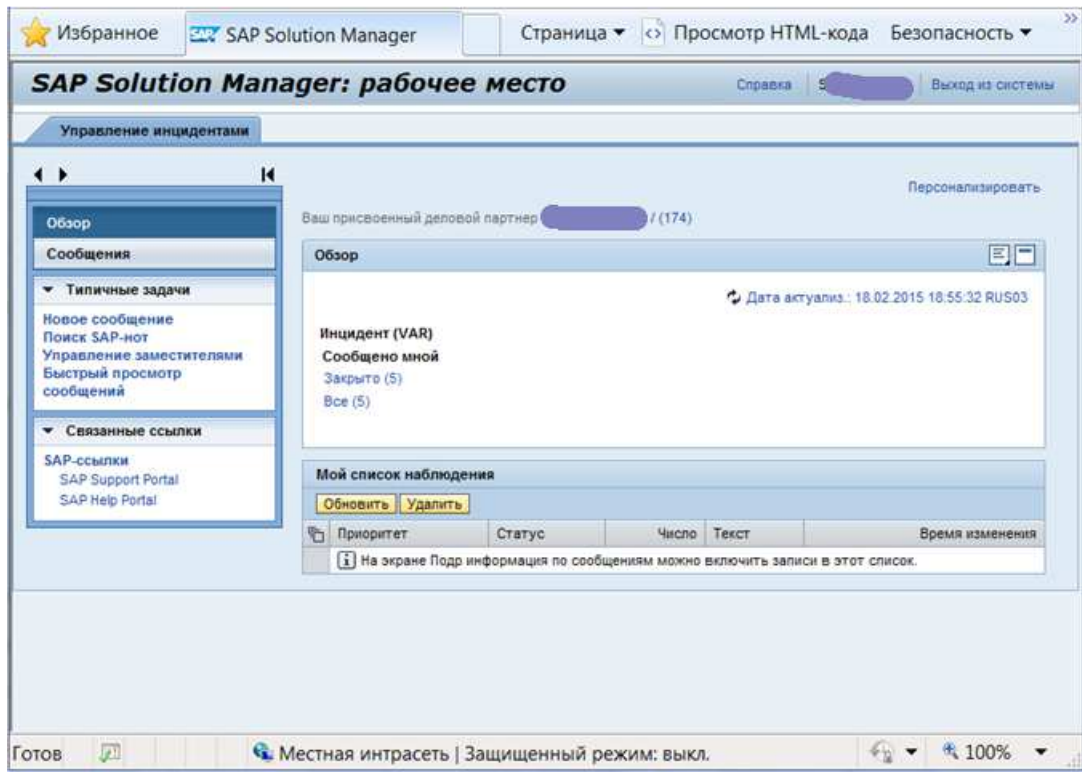 Избранное SAP SAP Solution Manager Страница Просмотр HTML-кода Безопасность
SAP Solution Manager: рабочее место Справка S Выход из системы
Управление инцидентами
Персонализировать
Ваш присвоенный деловой партнер / (174)
Обзор
Сообщения
Типичные задачи
Новое сообщение
Поиск SAP-нот
Управление заместителями
Быстрый просмотр
сообщений
Связанные ссылки
SAP-ссылки
SAP Support Portal
SAP Help Portal
Обзор
Дата актуализ.: 18.02.2015 18:55:32 RUS03
Инцидент (VAR)
Сообщено мной
Закрыто (5)
Все (5)
Мой список наблюдения
Обновить Удалить
Приоритет Статус Число Текст Время изменения
На экране Подр информация по сообщениям можно включить записи в этот список.
Готов Местная интрасеть | Защищенный режим: выкл. 100%